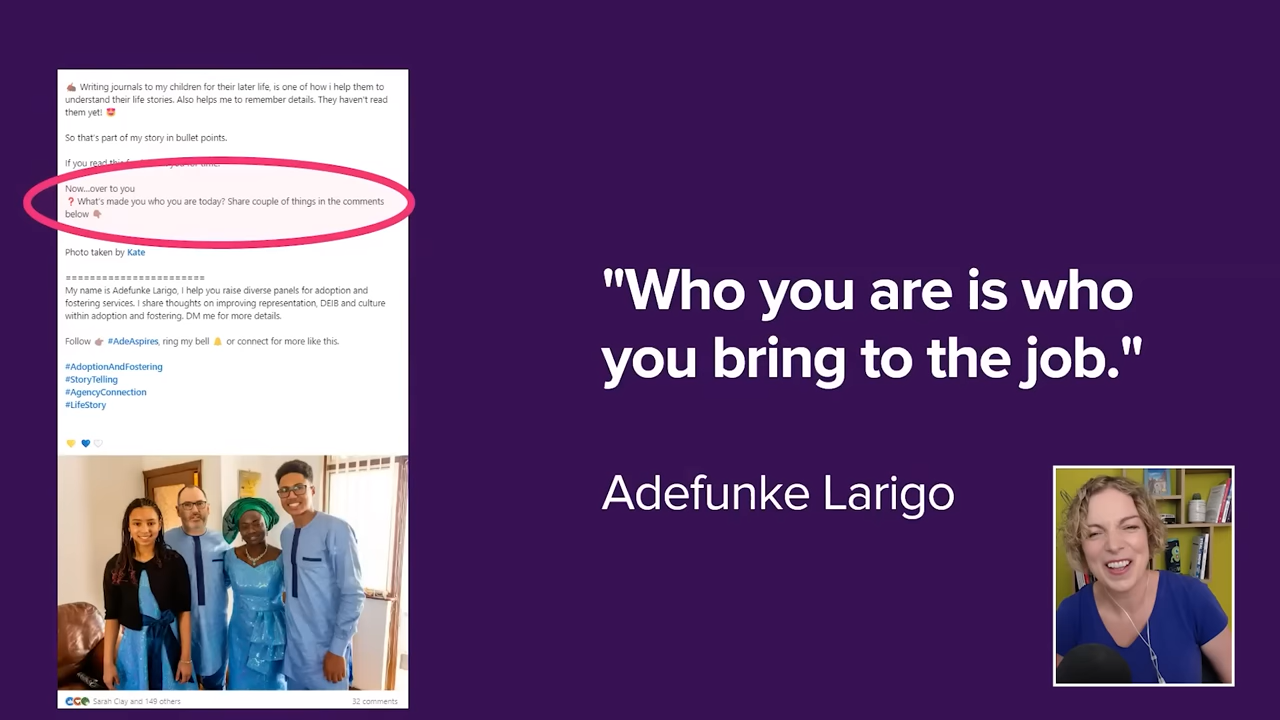 ✍🏾 Writing journals to my children for their later life, is one of how i help them to
understand their life stories. Also helps me to remember details. They haven't read
them yet! 😍
So that's part of my story in bullet points.
If you read this you for time.
Now...over to you
❓ What's made you who you are today? Share couple of things in the comments
below 👇🏽
Photo taken by Kate
=======================
My name is Adefunke Larigo, I help you raise diverse panels for adoption and
fostering services. I share thoughts on improving representation, DEIB and culture
within adoption and fostering. DM me for more details.
Follow 👉🏽 #AdeAspires, ring my bell 🔔 or connect for more like this.
#AdoptionAndFostering
#StoryTelling
#AgencyConnection
#LifeStory
💛 💙 🤍
Sarah Clay and 149 others
32 comments
"Who you are is who
you bring to the job."
Adefunke Larigo